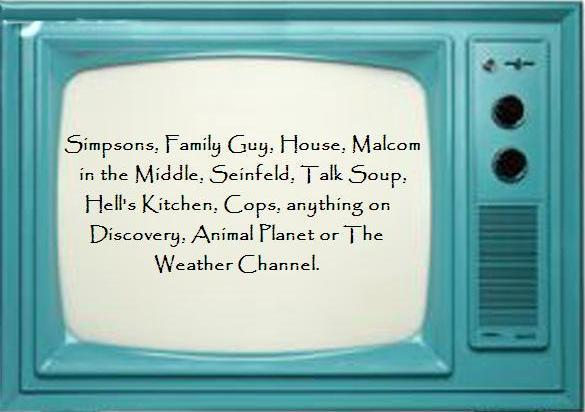 Simpsons, Family Guy, House, Malcom
in the Middle, Seinfeld, Talk Soup,
Hell's Kitchen, Cops, anything on
Discovery, Animal Planet or The
Weather Channel.